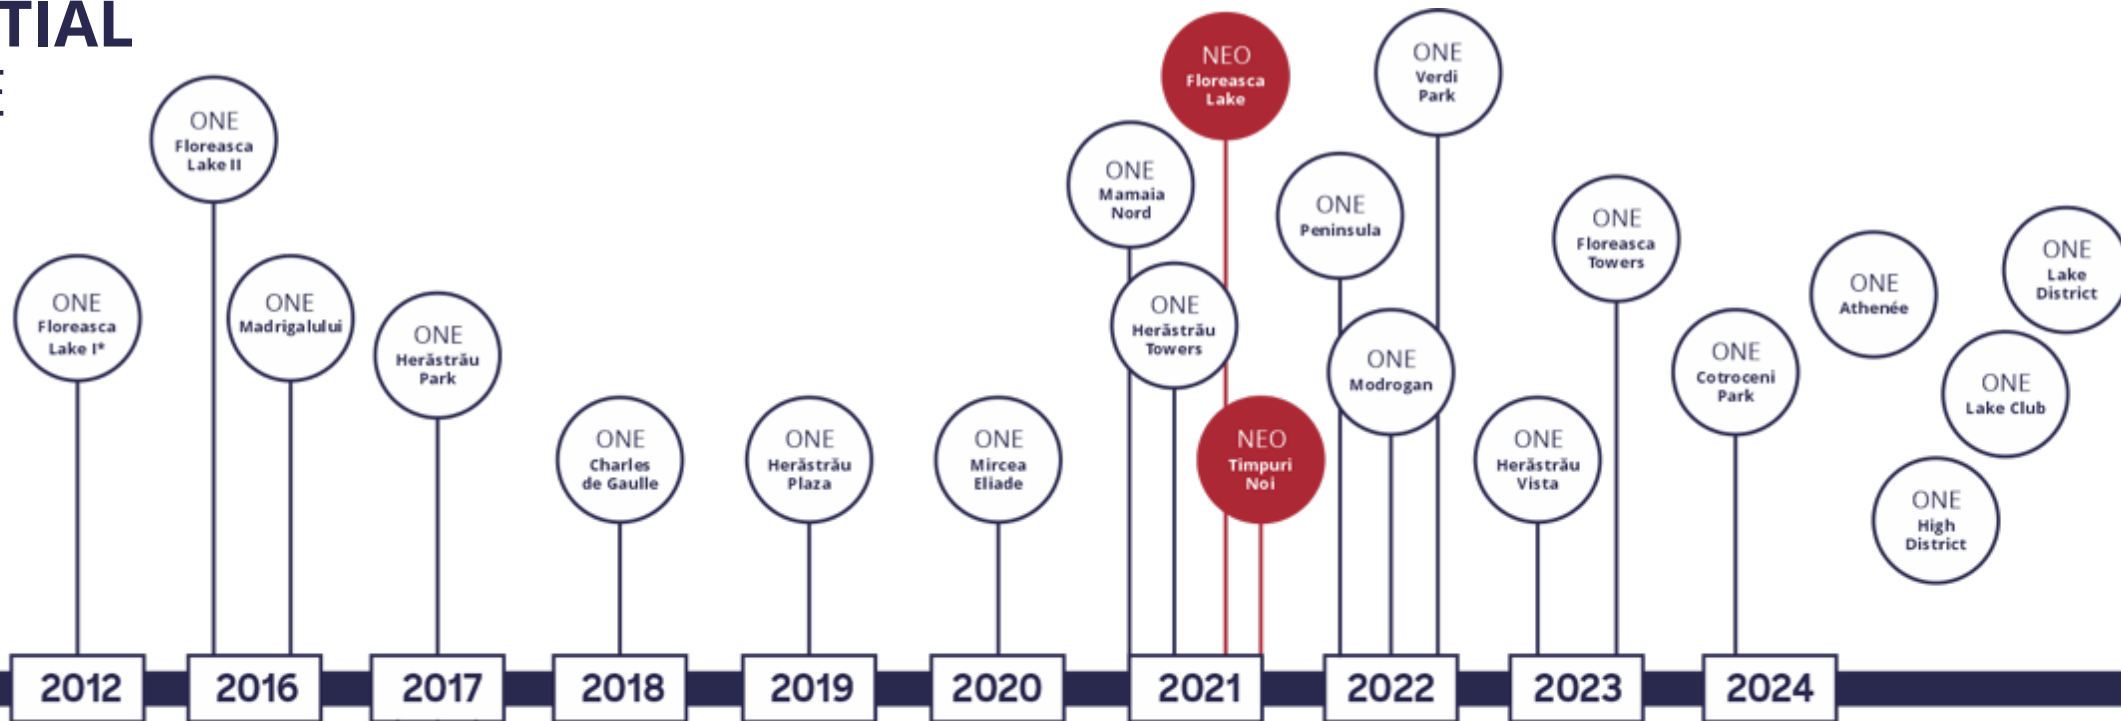 TIAL
ONE
Floreasca
Lake I*
ONE
Floreasca
Lake II
ONE
Madrigalului
ONE
Herăstrău
Park
ONE
Charles
de Gaulle
ONE
Herăstrău
Plaza
ONE
Mircea
Eliade
ONE
Mamaia
Nord
ONE
Herăstrău
Towers
NEO
Floreasca
Lake
NEO
Timpuri
Noi
ONE
Peninsula
ONE
Modrogan
ONE
Verdi
Park
ONE
Herăstrău
Vista
ONE
Floreasca
Towers
ONE
Cotroceni
Park
ONE
Athenée
ONE
High
District
ONE
Lake Club
ONE
Lake
District
2012
2016
2017
2018
2019
2020
2021
2022
2023
2024